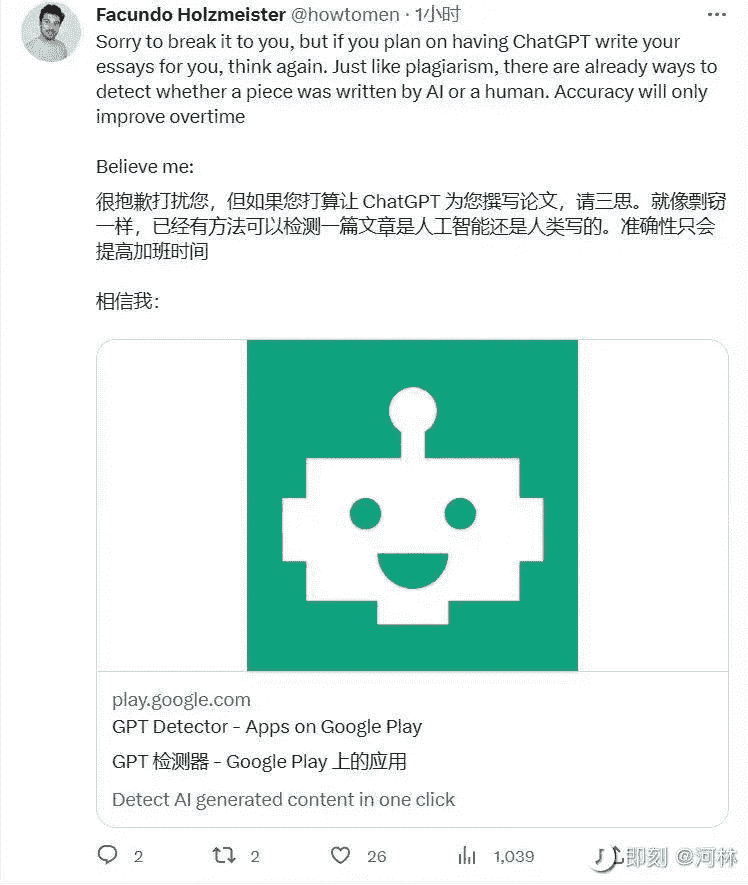 Facundo Holzmeister @howtomen · 1小时
Sorry to break it to you, but if you plan on having ChatGPT write your
essays for you, think again. Just like plagiarism, there are already ways to
detect whether a piece was written by AI or a human. Accuracy will only
improve overtime
Believe me:
很抱歉打扰您，但如果您打算让 ChatGPT 为您撰写论文，请三思。就像剽窃
一样，已经有方法可以检测一篇文章是人工智能还是人类写的。准确性只会
提高加班时间
相信我：
play.google.com
GPT Detector - Apps on Google Play
GPT 检测器 - Google Play 上的应用
Detect AI generated content in one click
2 2 26 1,039
即刻 @河林